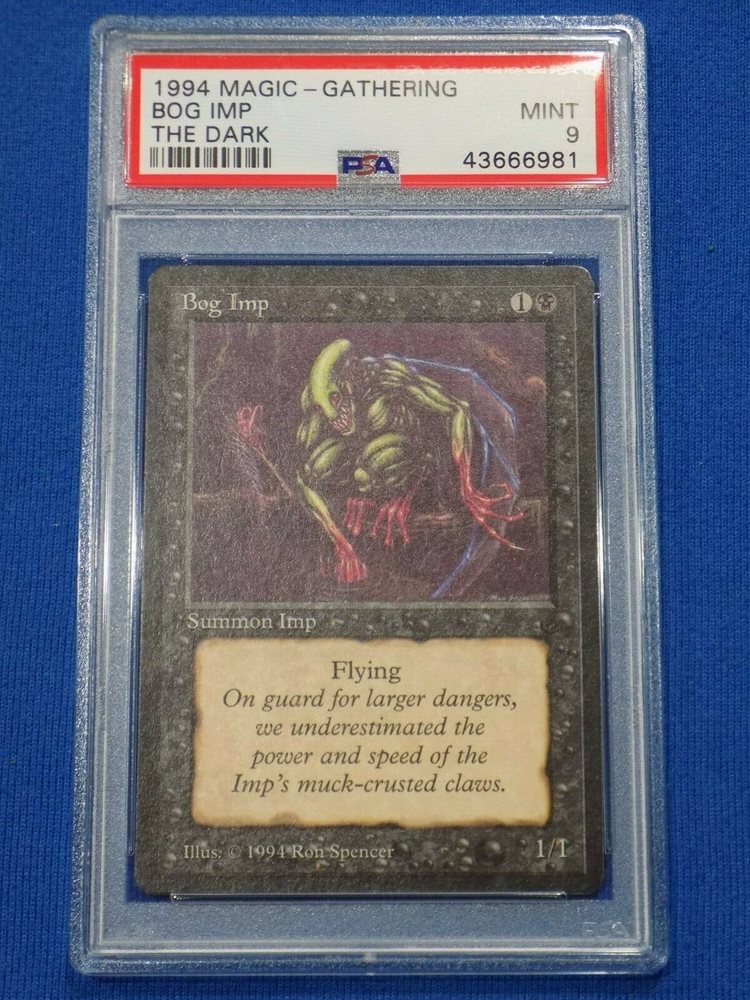 1994 MAGIC – GATHERING
BOG IMP MINT
THE DARK 9
PSA 43666981
Bog Imp 1
Summon Imp
Flying
On guard for larger dangers,
we underestimated the
power and speed of the
Imp's muck-crusted claws.
Illus. © 1994 Ron Spencer 1/1
PSA